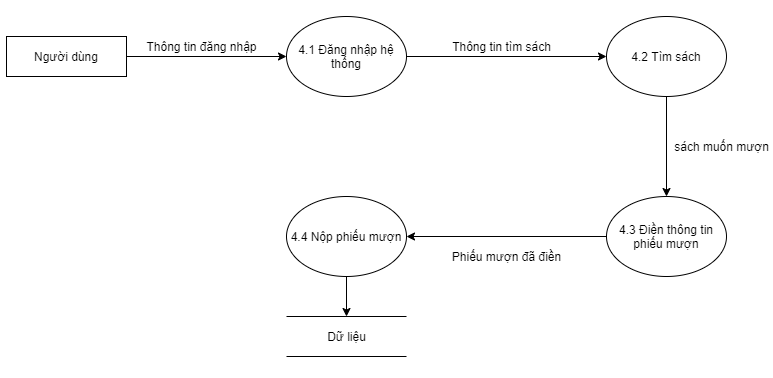 Người dùng
Thông tin đăng nhập
4.1 Đăng nhập hệ
thống
Thông tin tìm sách
4.2 Tìm sách
sách muốn mượn
4.3 Điền thông tin
phiếu mượn
Phiếu mượn đã điền
4.4 Nộp phiếu mượn
Dữ liệu